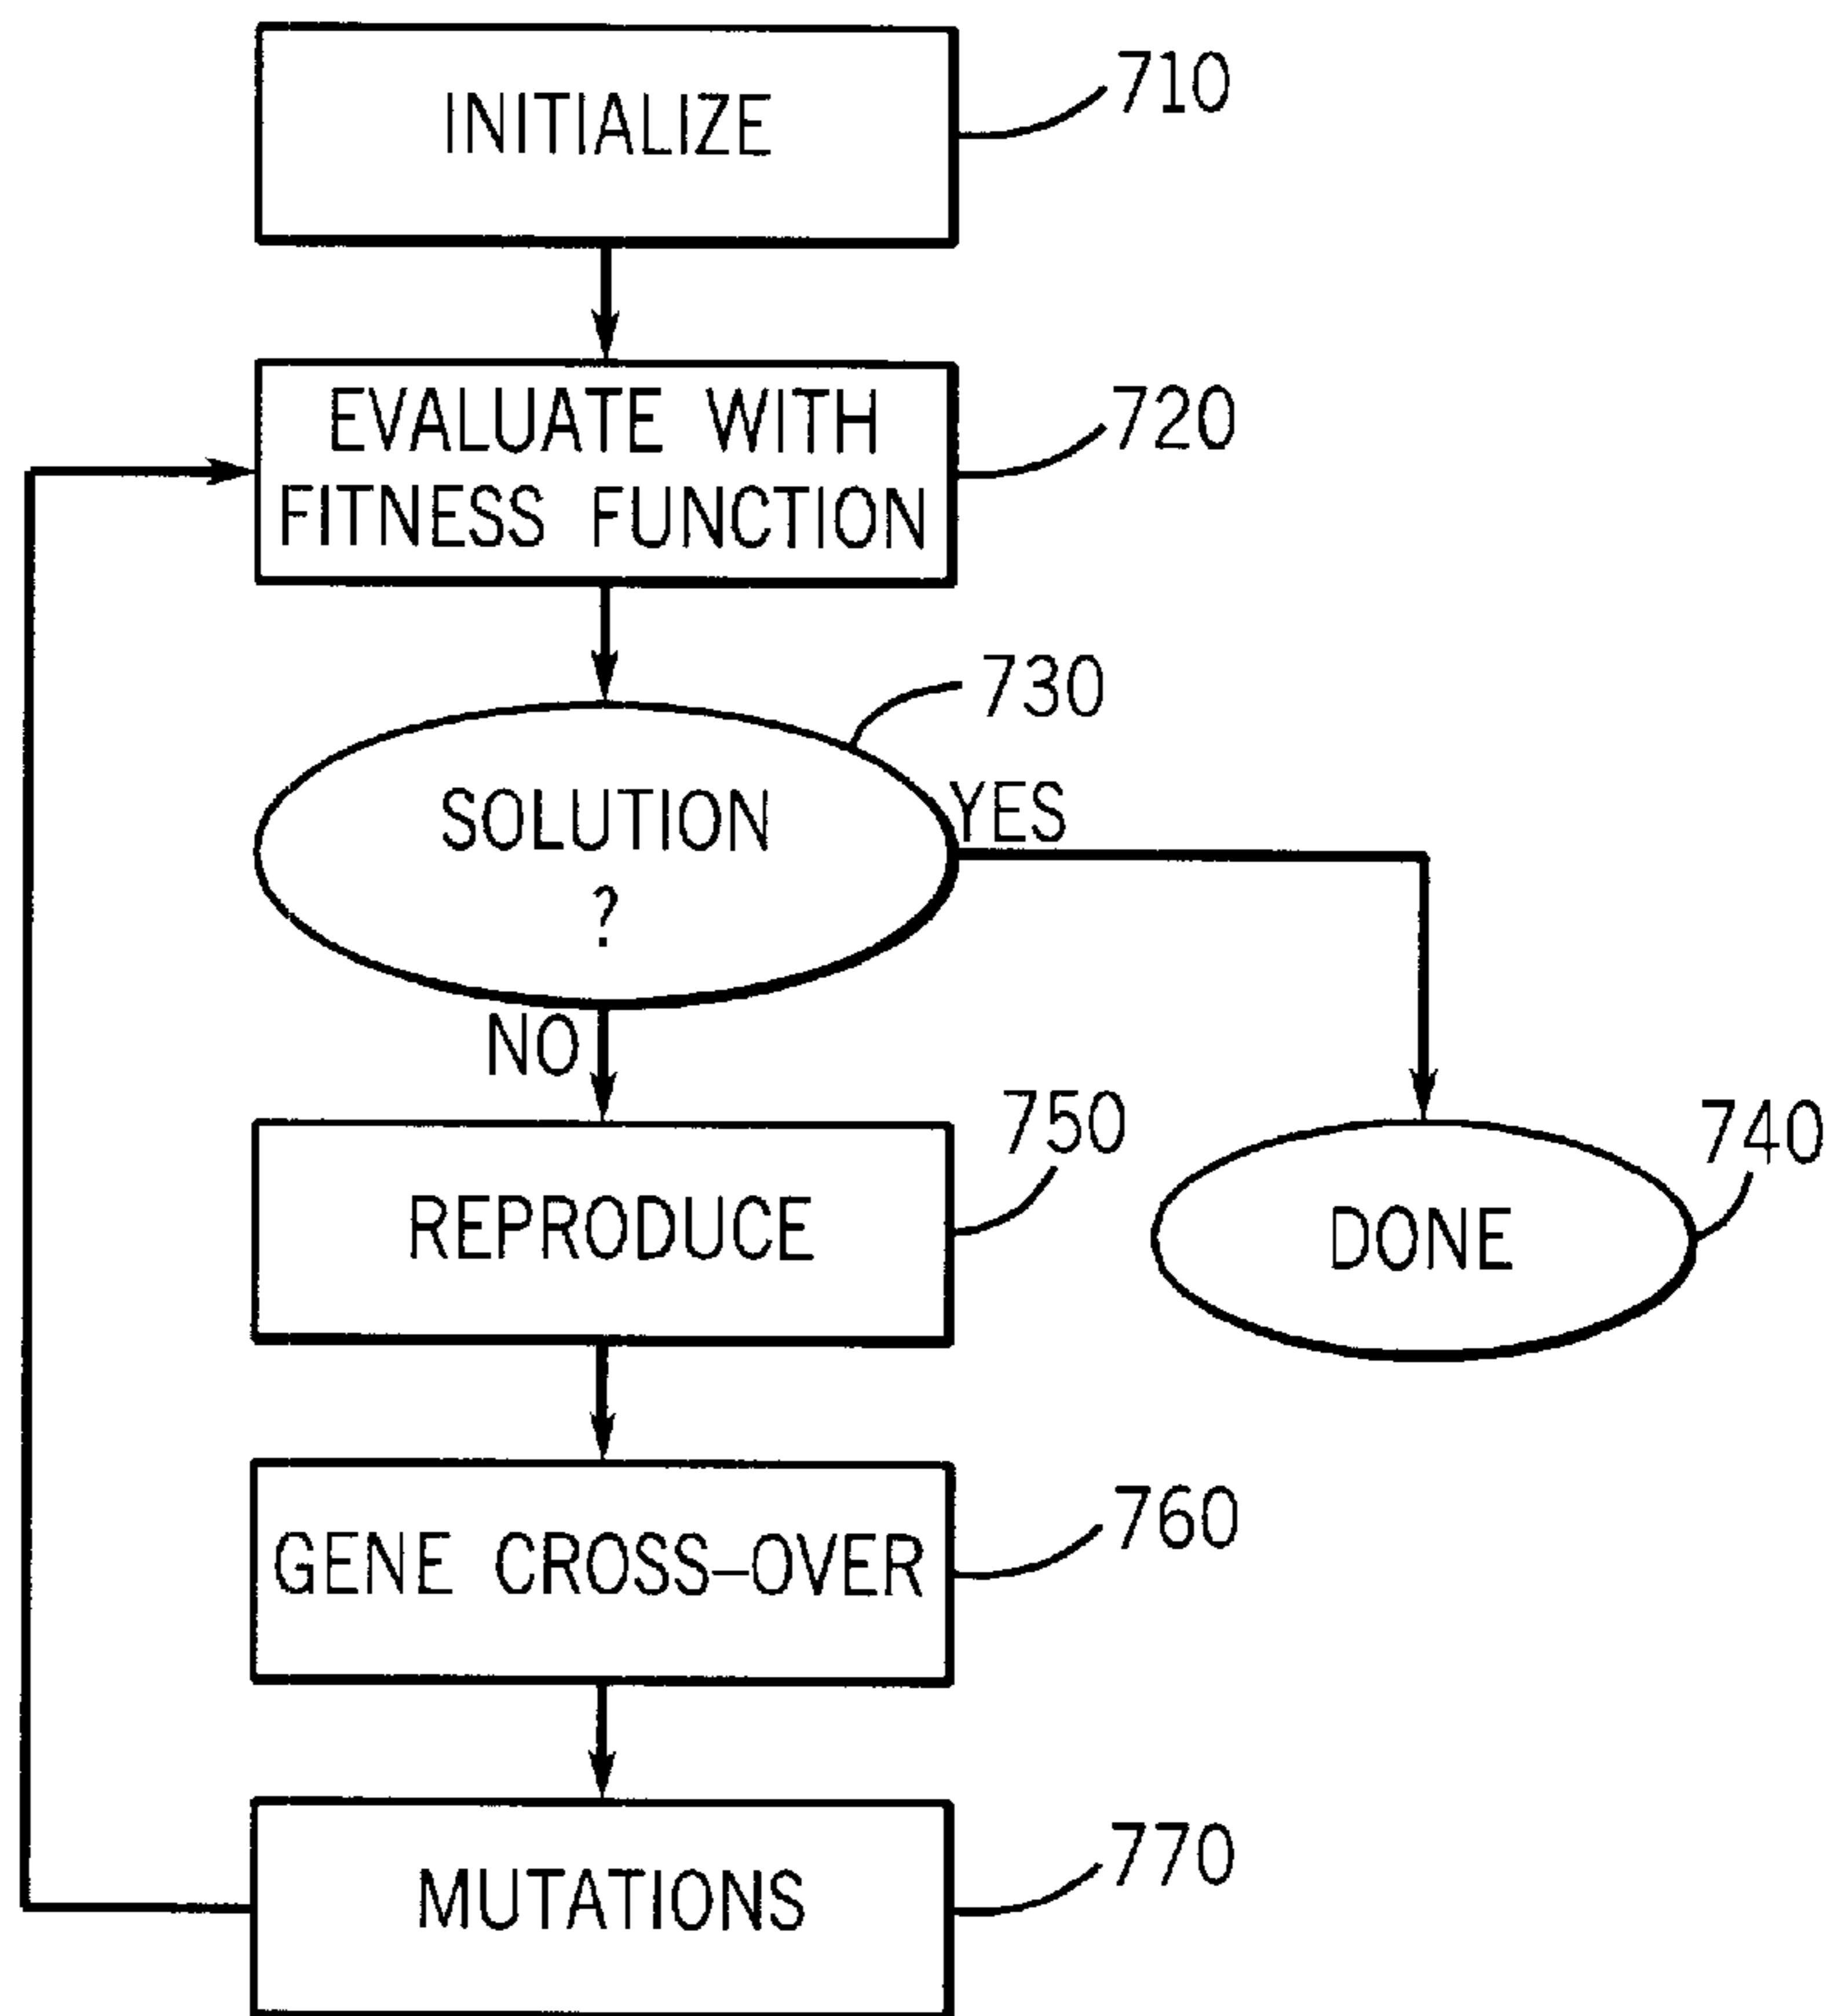 INITIALIZE
710
EVALUATE WITH
FITNESS FUNCTION
720
730
SOLUTION
?
YES
NO
REPRODUCE
750
DONE
740
GENE CROSS-OVER
760
MUTATIONS
770